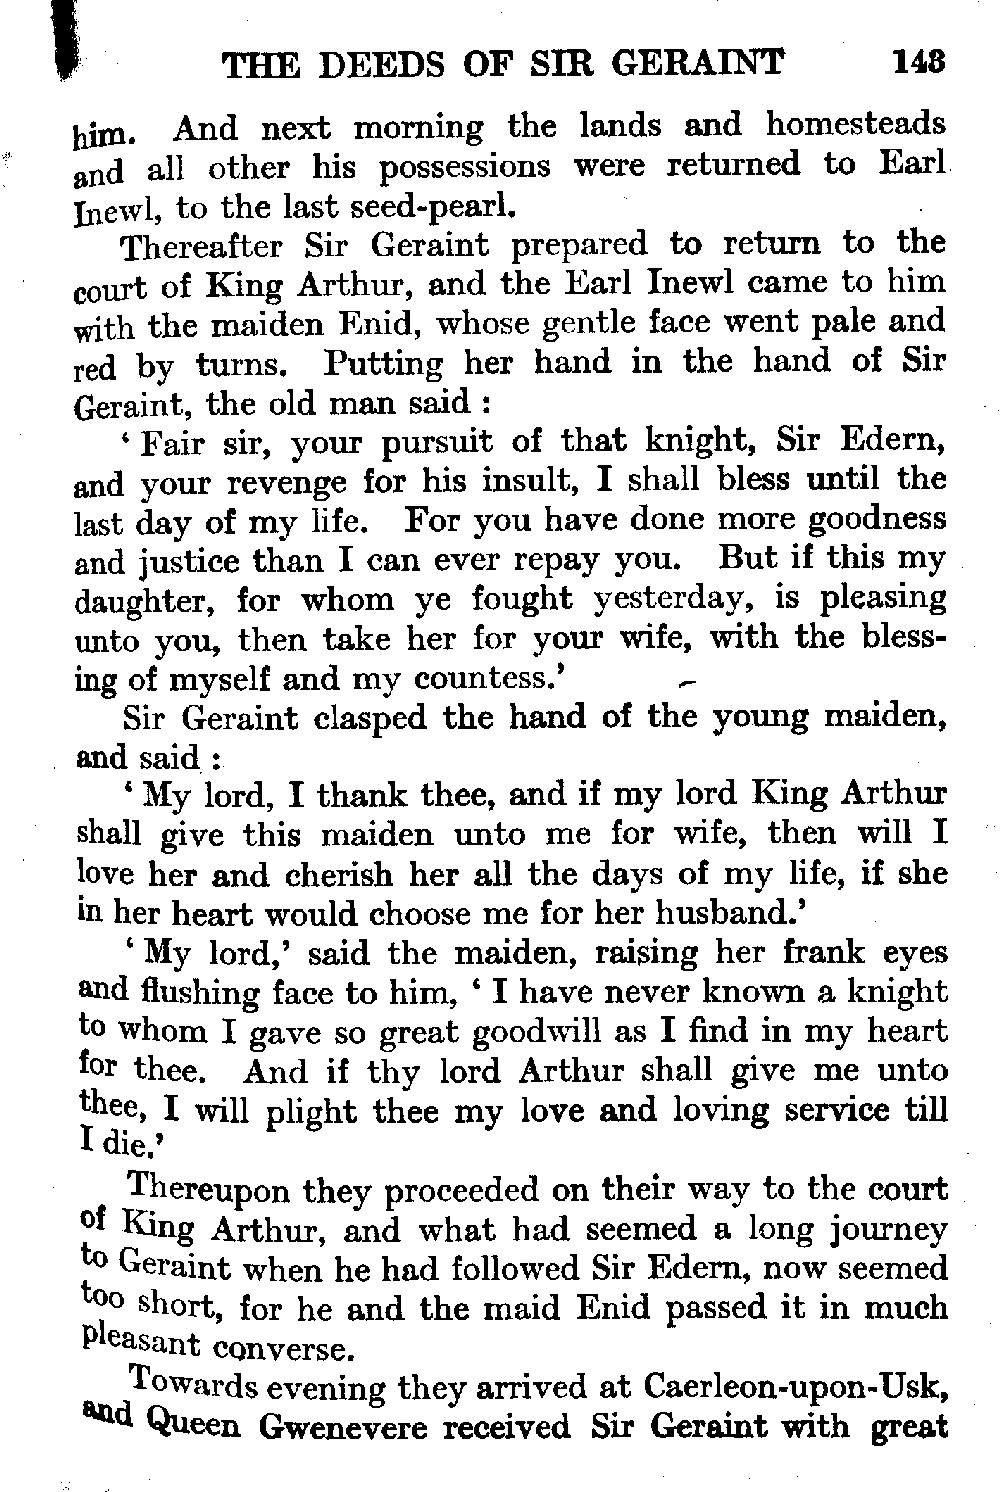 THE DEEDS OF SIR GERAINT 143
him. And next morning the lands and homesteads
and all other his possessions were returned to Earl
Inewl, to the last seed-pearl.
Thereafter Sir Geraint prepared to return to the
court of King Arthur, and the Earl Inewl came to him
with the maiden Enid, whose gentle face went pale and
red by turns. Putting her hand in the hand of Sir
Geraint, the old man said :
‘ Fair sir, your pursuit of that knight, Sir Edern,
and your revenge for his insult, I shall bless until the
last day of my life. For you have done more goodness
and justice than I can ever repay you. But if this my
daughter, for whom ye fought yesterday, is pleasing
unto you, then take her for your wife, with the bless-
ing of myself and my countess.’
Sir Geraint clasped the hand of the young maiden,
and said :
‘ My lord, I thank thee, and if my lord King Arthur
shall give this maiden unto me for wife, then will I
love her and cherish her all the days of my life, if she
in her heart would choose me for her husband.’
‘ My lord,’ said the maiden, raising her frank eyes
and flushing face to him, ‘ I have never known a knight
to whom I gave so great goodwill as I find in my heart
for thee. And if thy lord Arthur shall give me unto
thee, I will plight thee my love and loving service till
I die.’
Thereupon they proceeded on their way to the court
of King Arthur, and what had seemed a long journey
to Geraint when he had followed Sir Edern, now seemed
too short, for he and the maid Enid passed it in much
pleasant converse.
Towards evening they arrived at Caerleon-upon-Usk,
and Queen Gwenevere received Sir Geraint with great